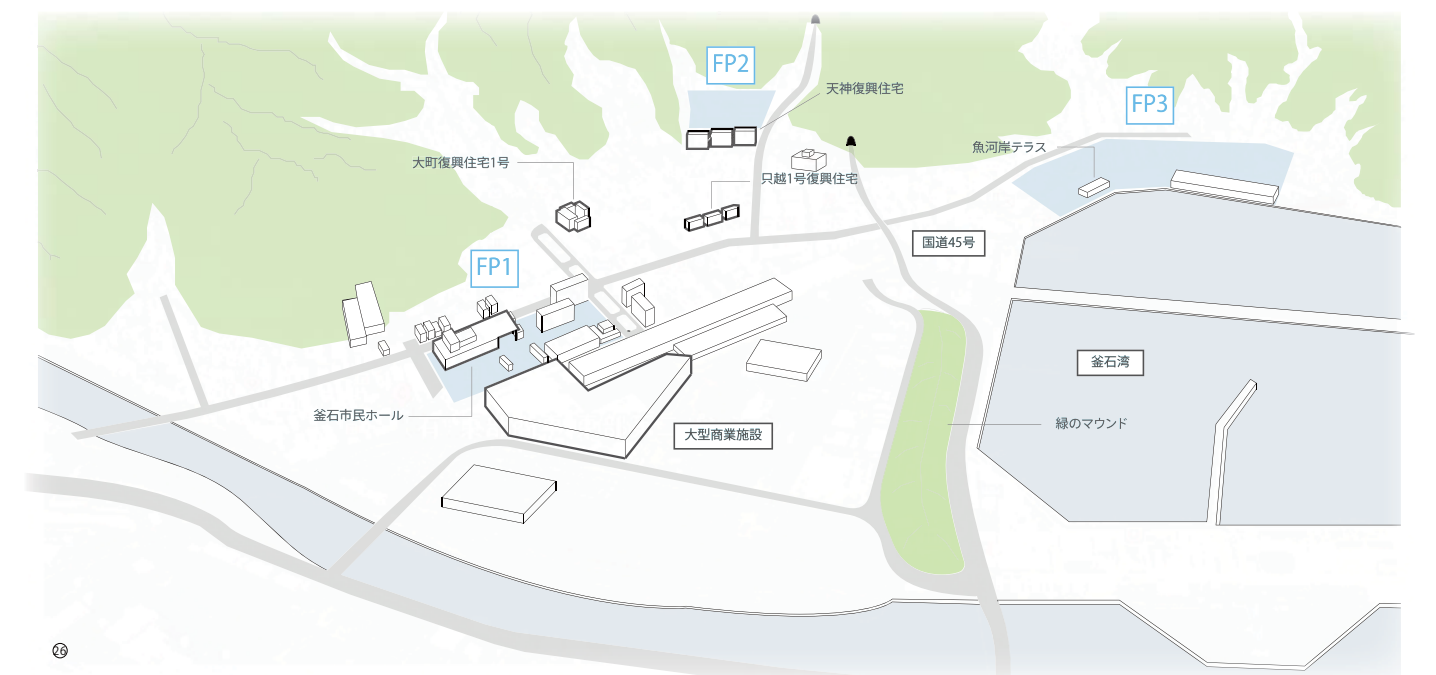 FP2
天神復興住宅
FP3
魚河岸テラス
大町復興住宅1号
只越1号復興住宅
国道45号
FP1
釜石湾
釜石市民ホール
大型商業施設
緑のマウンド
26